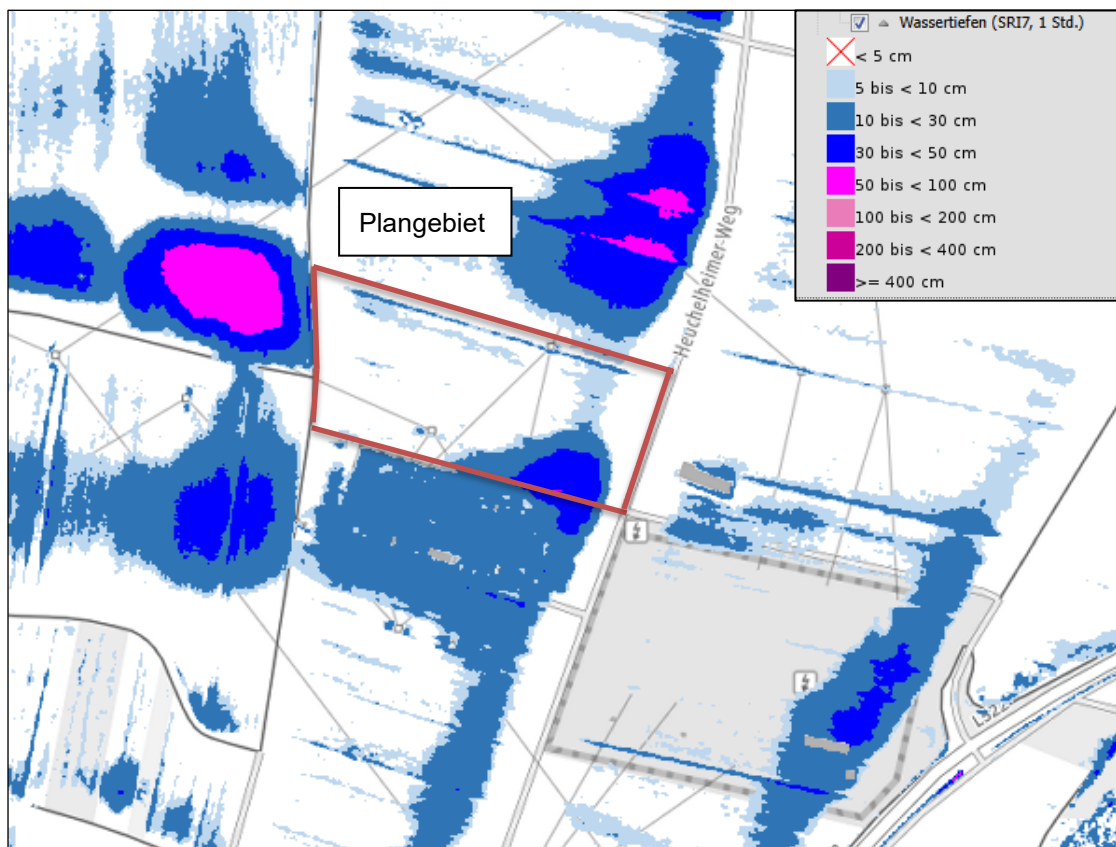 Wassertiefen (SRI7, 1 Std.)
< 5 cm
5 bis < 10 cm
10 bis < 30 cm
30 bis < 50 cm
50 bis < 100 cm
100 bis < 200 cm
200 bis < 400 cm
>= 400 cm
Plangebiet
Heuchelheimer-Weg